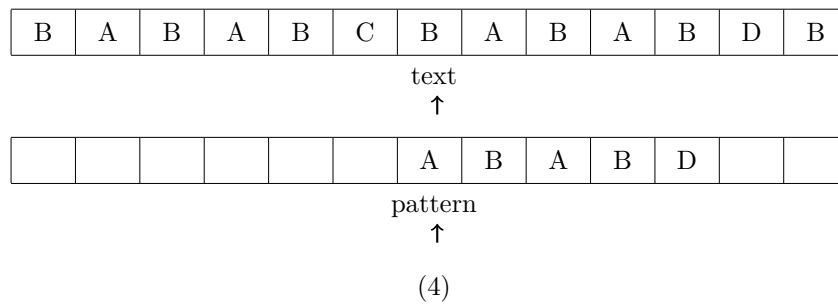 B A B A B C B A B A B D B
text
↑
A B A B D
pattern
↑
(4)